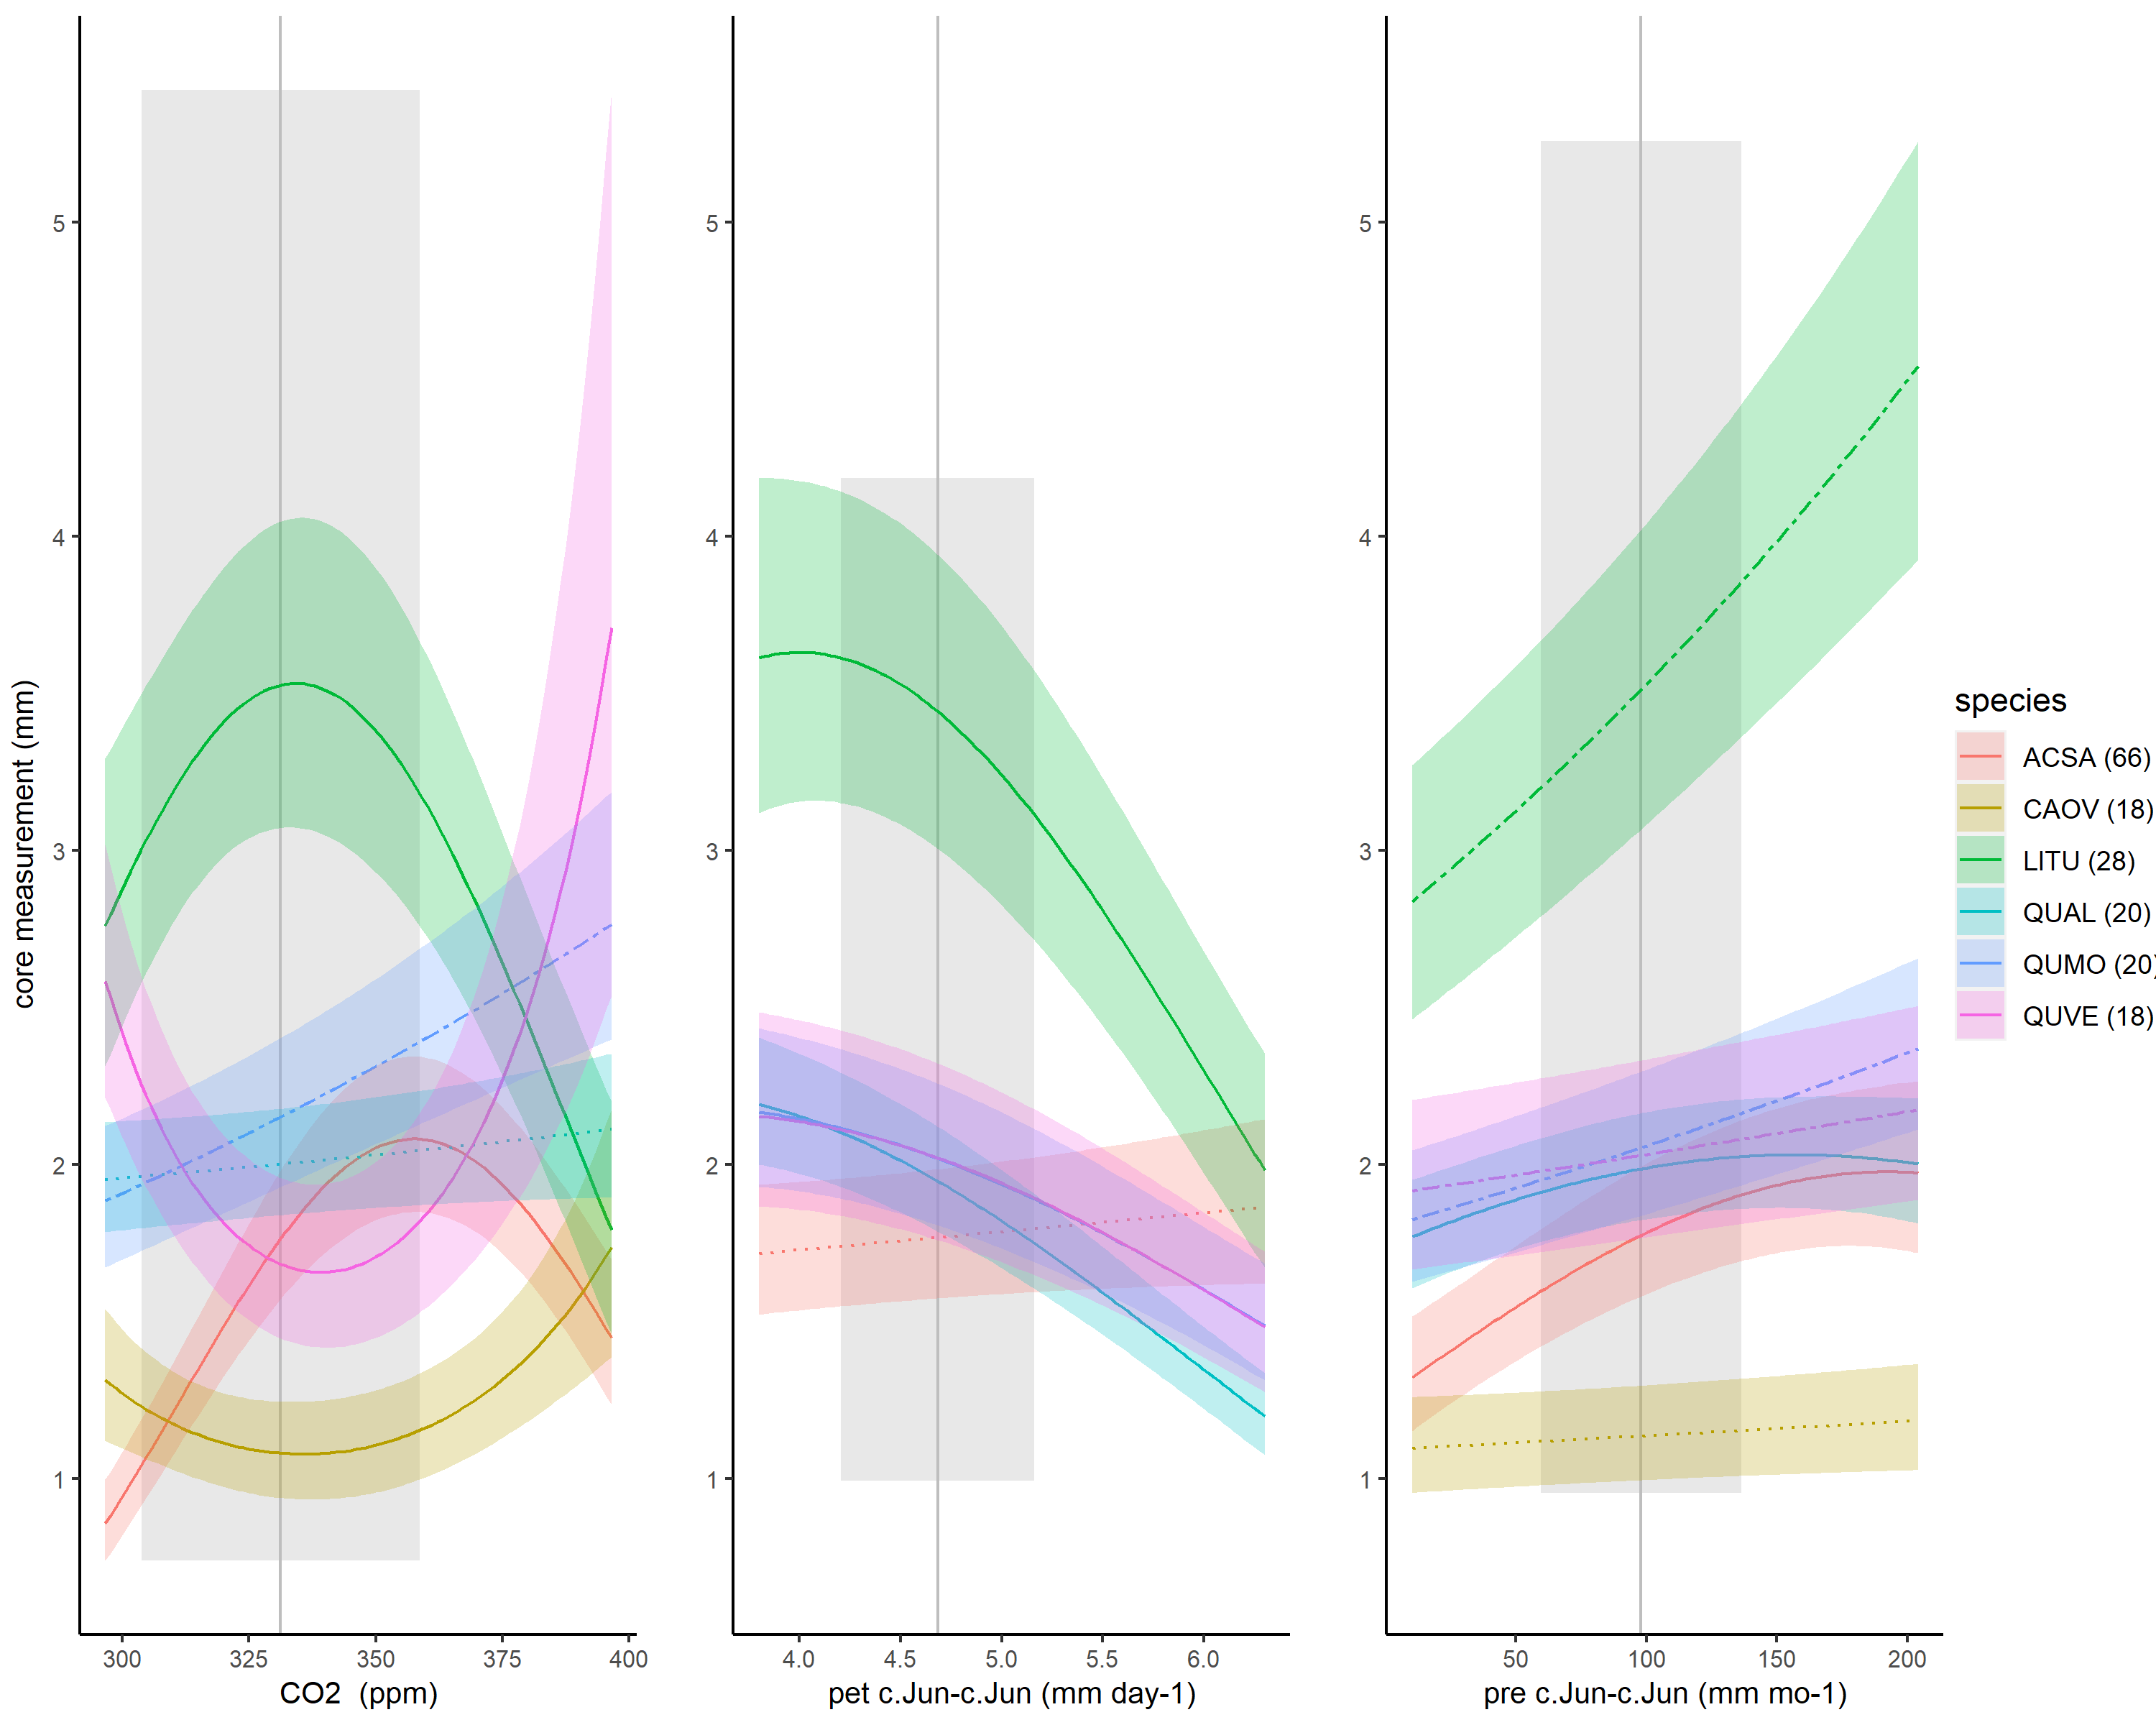 core measurement (mm)
5
4
3
2
1
300 325 350 375 400
CO2 (ppm)
5
4
3
2
1
4.0 4.5 5.0 5.5 6.0
pet c.Jun-c.Jun (mm day-1)
5
4
3
2
1
50 100 150 200
pre c.Jun-c.Jun (mm mo-1)
species
ACSA (66)
CAOV (18)
LITU (28)
QUAL (20)
QUMO (20)
QUVE (18)